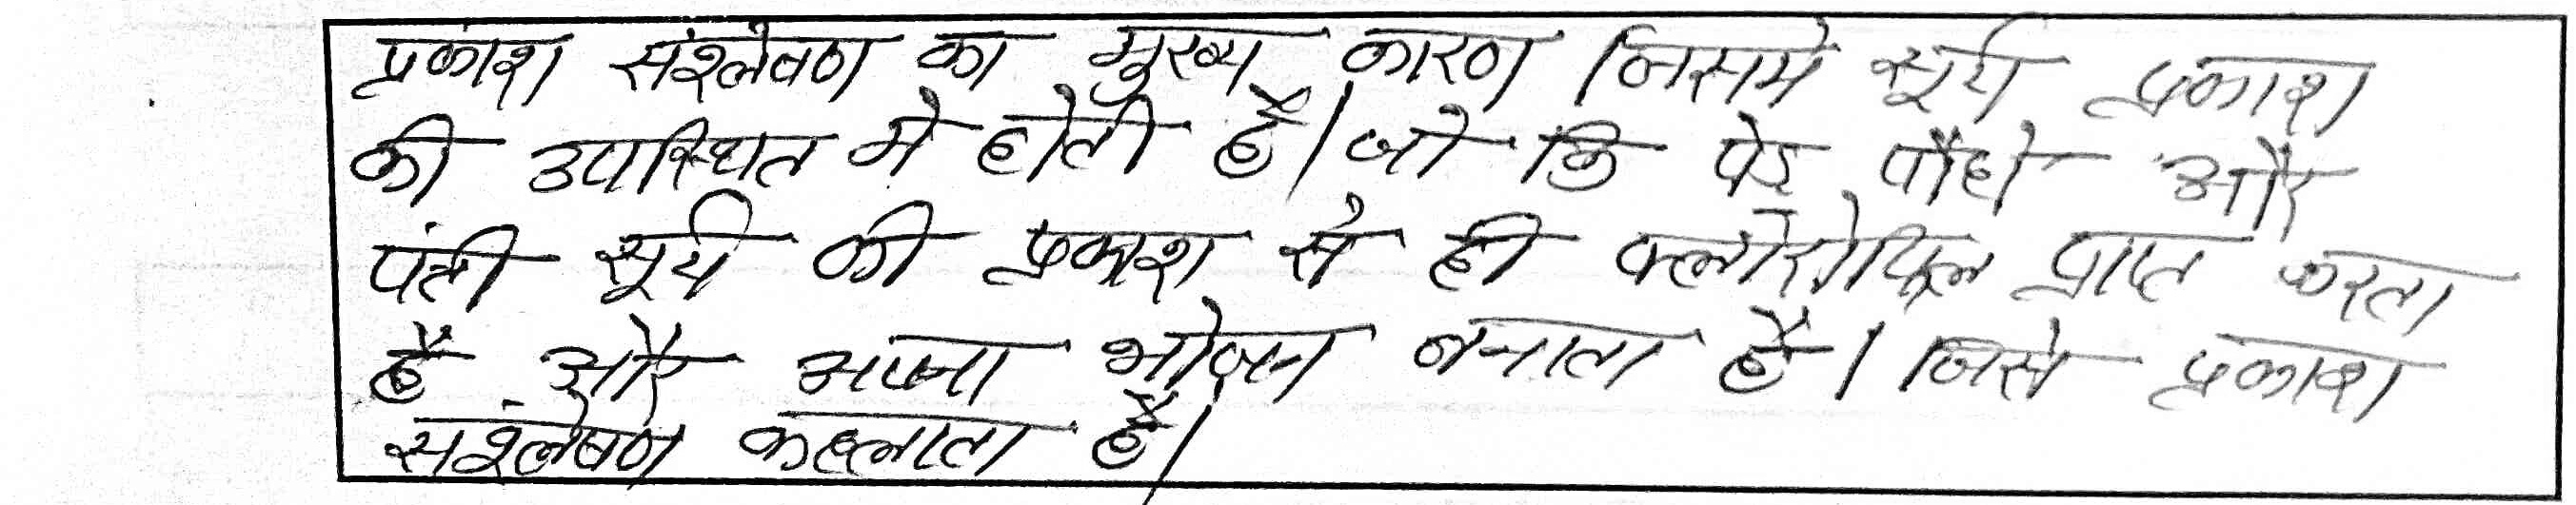 प्रकाश संश्लेषण का मुख्य कारण जिसमे सूर्य प्रकाश
की उपस्थित मे होती है। जो कि पेड़ पौधे और
पंती सूर्य की प्रकाश से ही क्लोरोफिल प्राप्त करता
है और अपना भोजन बनाता है। जिसे प्रकाश
संश्लेषण कहलाता है।